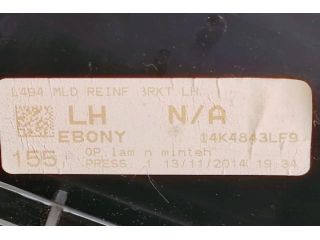 L494 MLD REINF BRKT LH
LH N/A
EBONY 14K4843LF9
155 OP lam n minteh
PRESS 1 13/11/2014 19:34